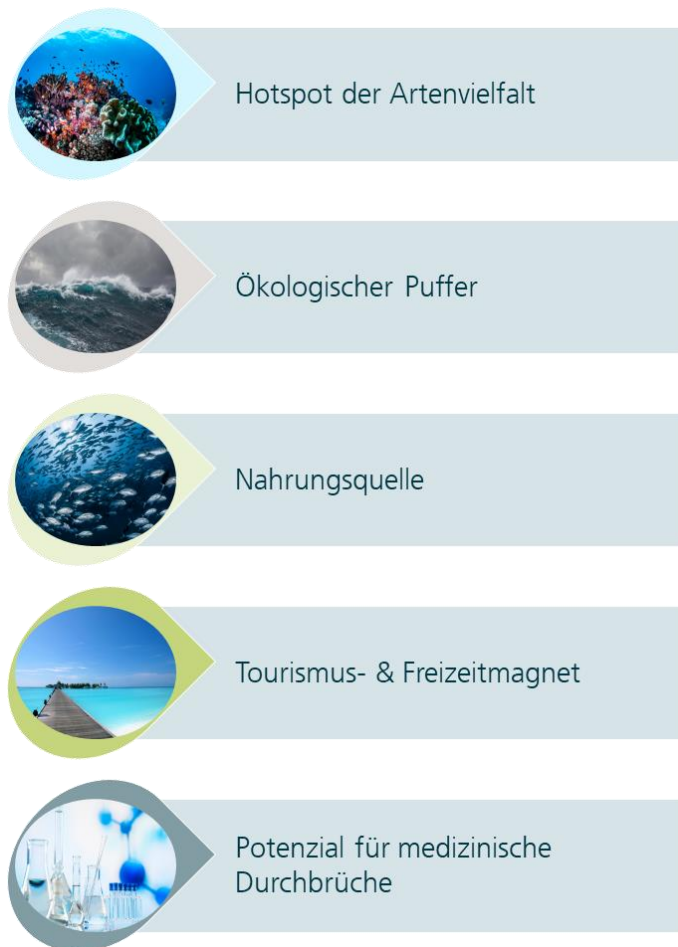 Hotspot der Artenvielfalt
Ökologischer Puffer
Nahrungsquelle
Tourismus- & Freizeitmagnet
Potenzial für medizinische
Durchbrüche